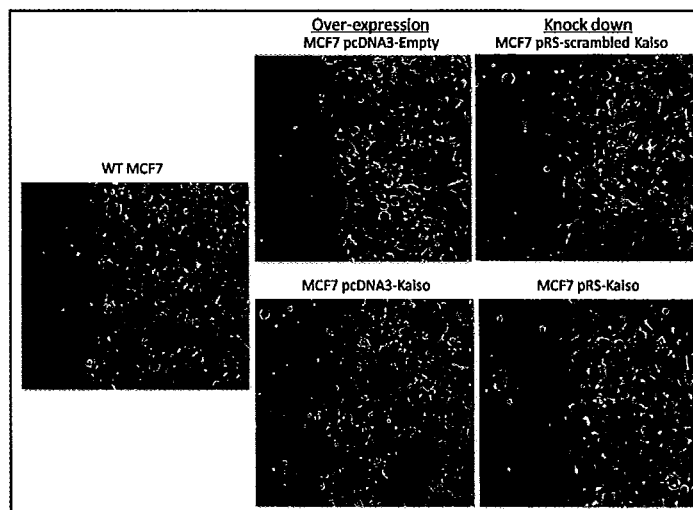 Over-expression
MCF7 pcDNA3-Empty
Knock down
MCF7 pRS-scrambled Kaiso
WT MCF7
MCF7 pcDNA3-Kaiso
MCF7 pRS-Kaiso